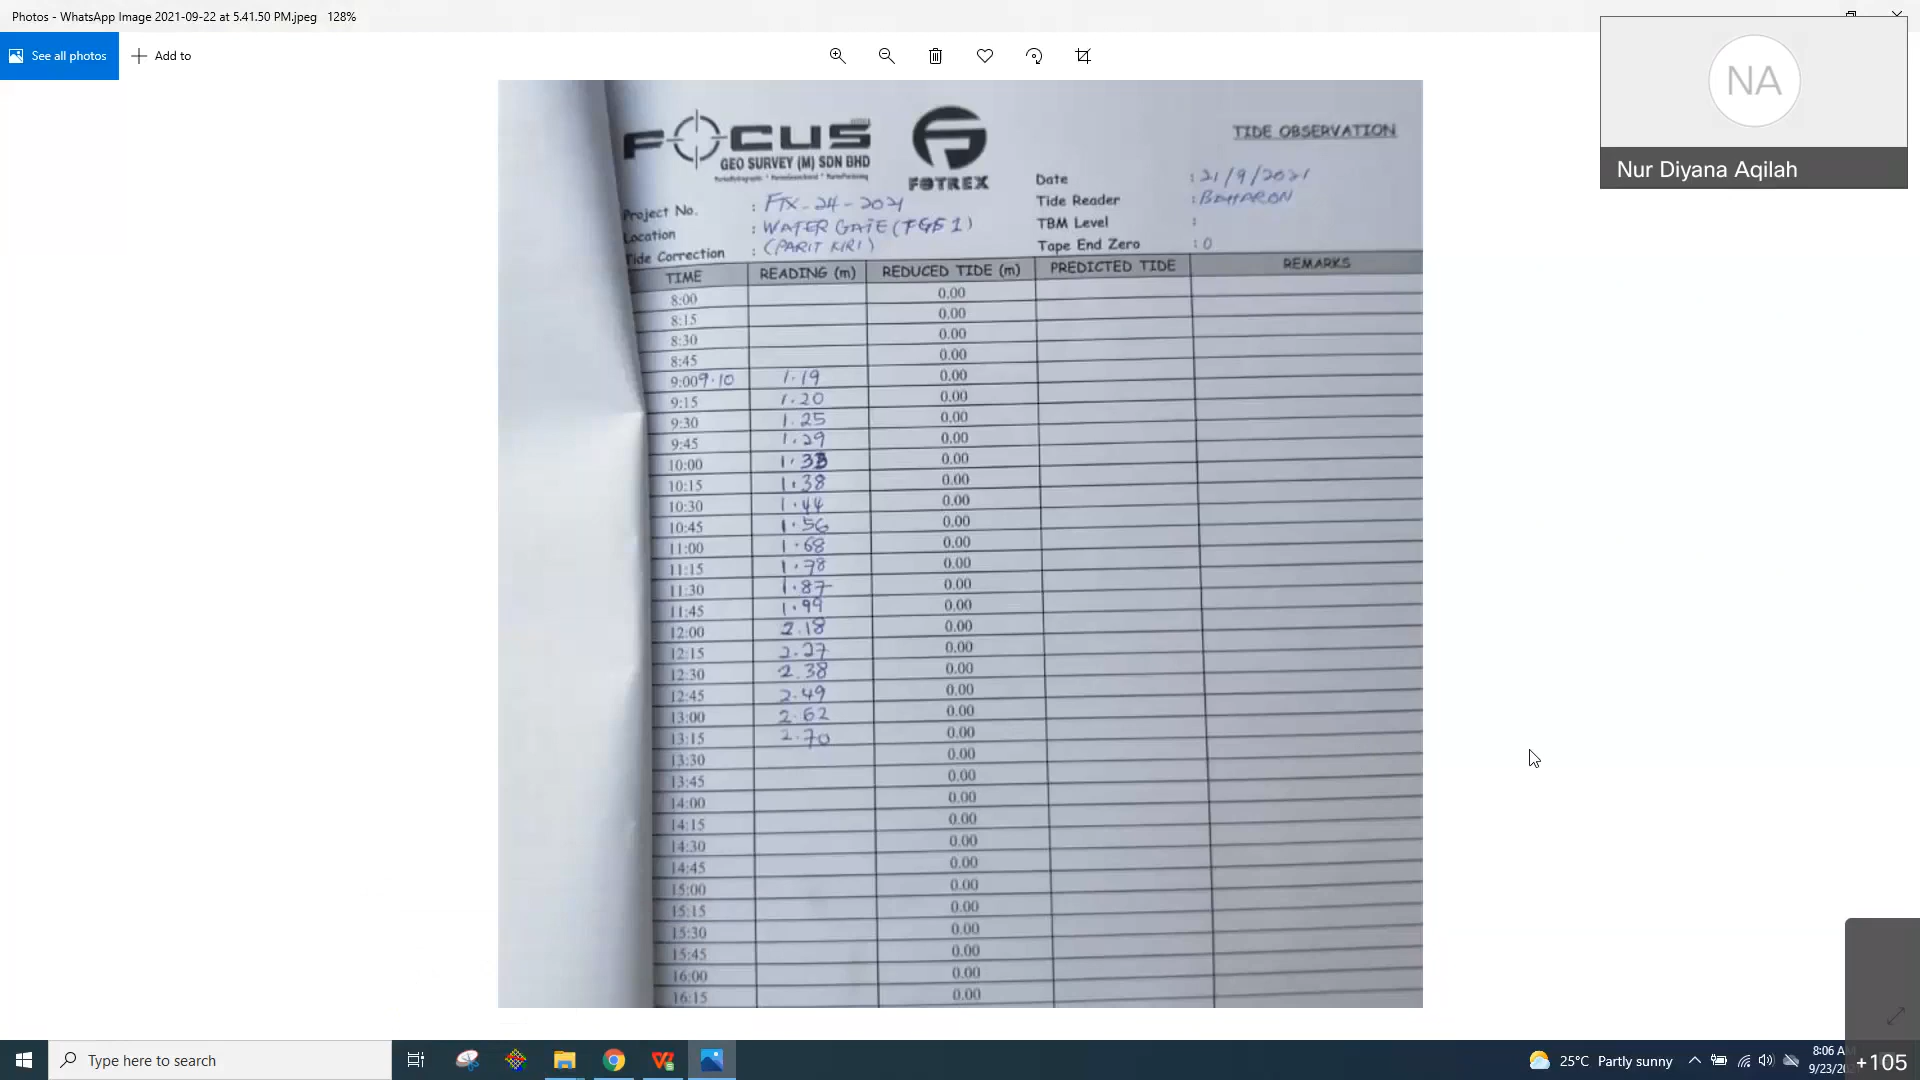 Photos - WhatsApp Image 2021-09-22 at 5.41.50 PM.jpeg 128%
See all photos
Add to
NA
Nur Diyana Aqilah
FOCUS
GEO SURVEY (M) SDN BHD
FOTREX
TIDE OBSERVATION
Project No. : FTX-24-2021
Location : WATER GATE (TGS 1)
Tide Correction : (PARIT KIRI)
Date : 21/9/2021
Tide Reader : BAHARON
TBM Level :
Tape End Zero : 0
TIME READING (m) REDUCED TIDE (m) PREDICTED TIDE REMARKS
8:00 0.00
8:15 0.00
8:30 0.00
8:45 0.00
9:00 9.10 1.19 0.00
9:15 1.20 0.00
9:30 1.25 0.00
9:45 1.29 0.00
10:00 1.33 0.00
10:15 1.38 0.00
10:30 1.44 0.00
10:45 1.56 0.00
11:00 1.68 0.00
11:15 1.78 0.00
11:30 1.87 0.00
11:45 1.99 0.00
12:00 2.18 0.00
12:15 2.27 0.00
12:30 2.38 0.00
12:45 2.49 0.00
13:00 2.62 0.00
13:15 2.70 0.00
13:30 0.00
13:45 0.00
14:00 0.00
14:15 0.00
14:30 0.00
14:45 0.00
15:00 0.00
15:15 0.00
15:30 0.00
15:45 0.00
16:00 0.00
16:15 0.00
Type here to search
25°C Partly sunny
8:06
+105